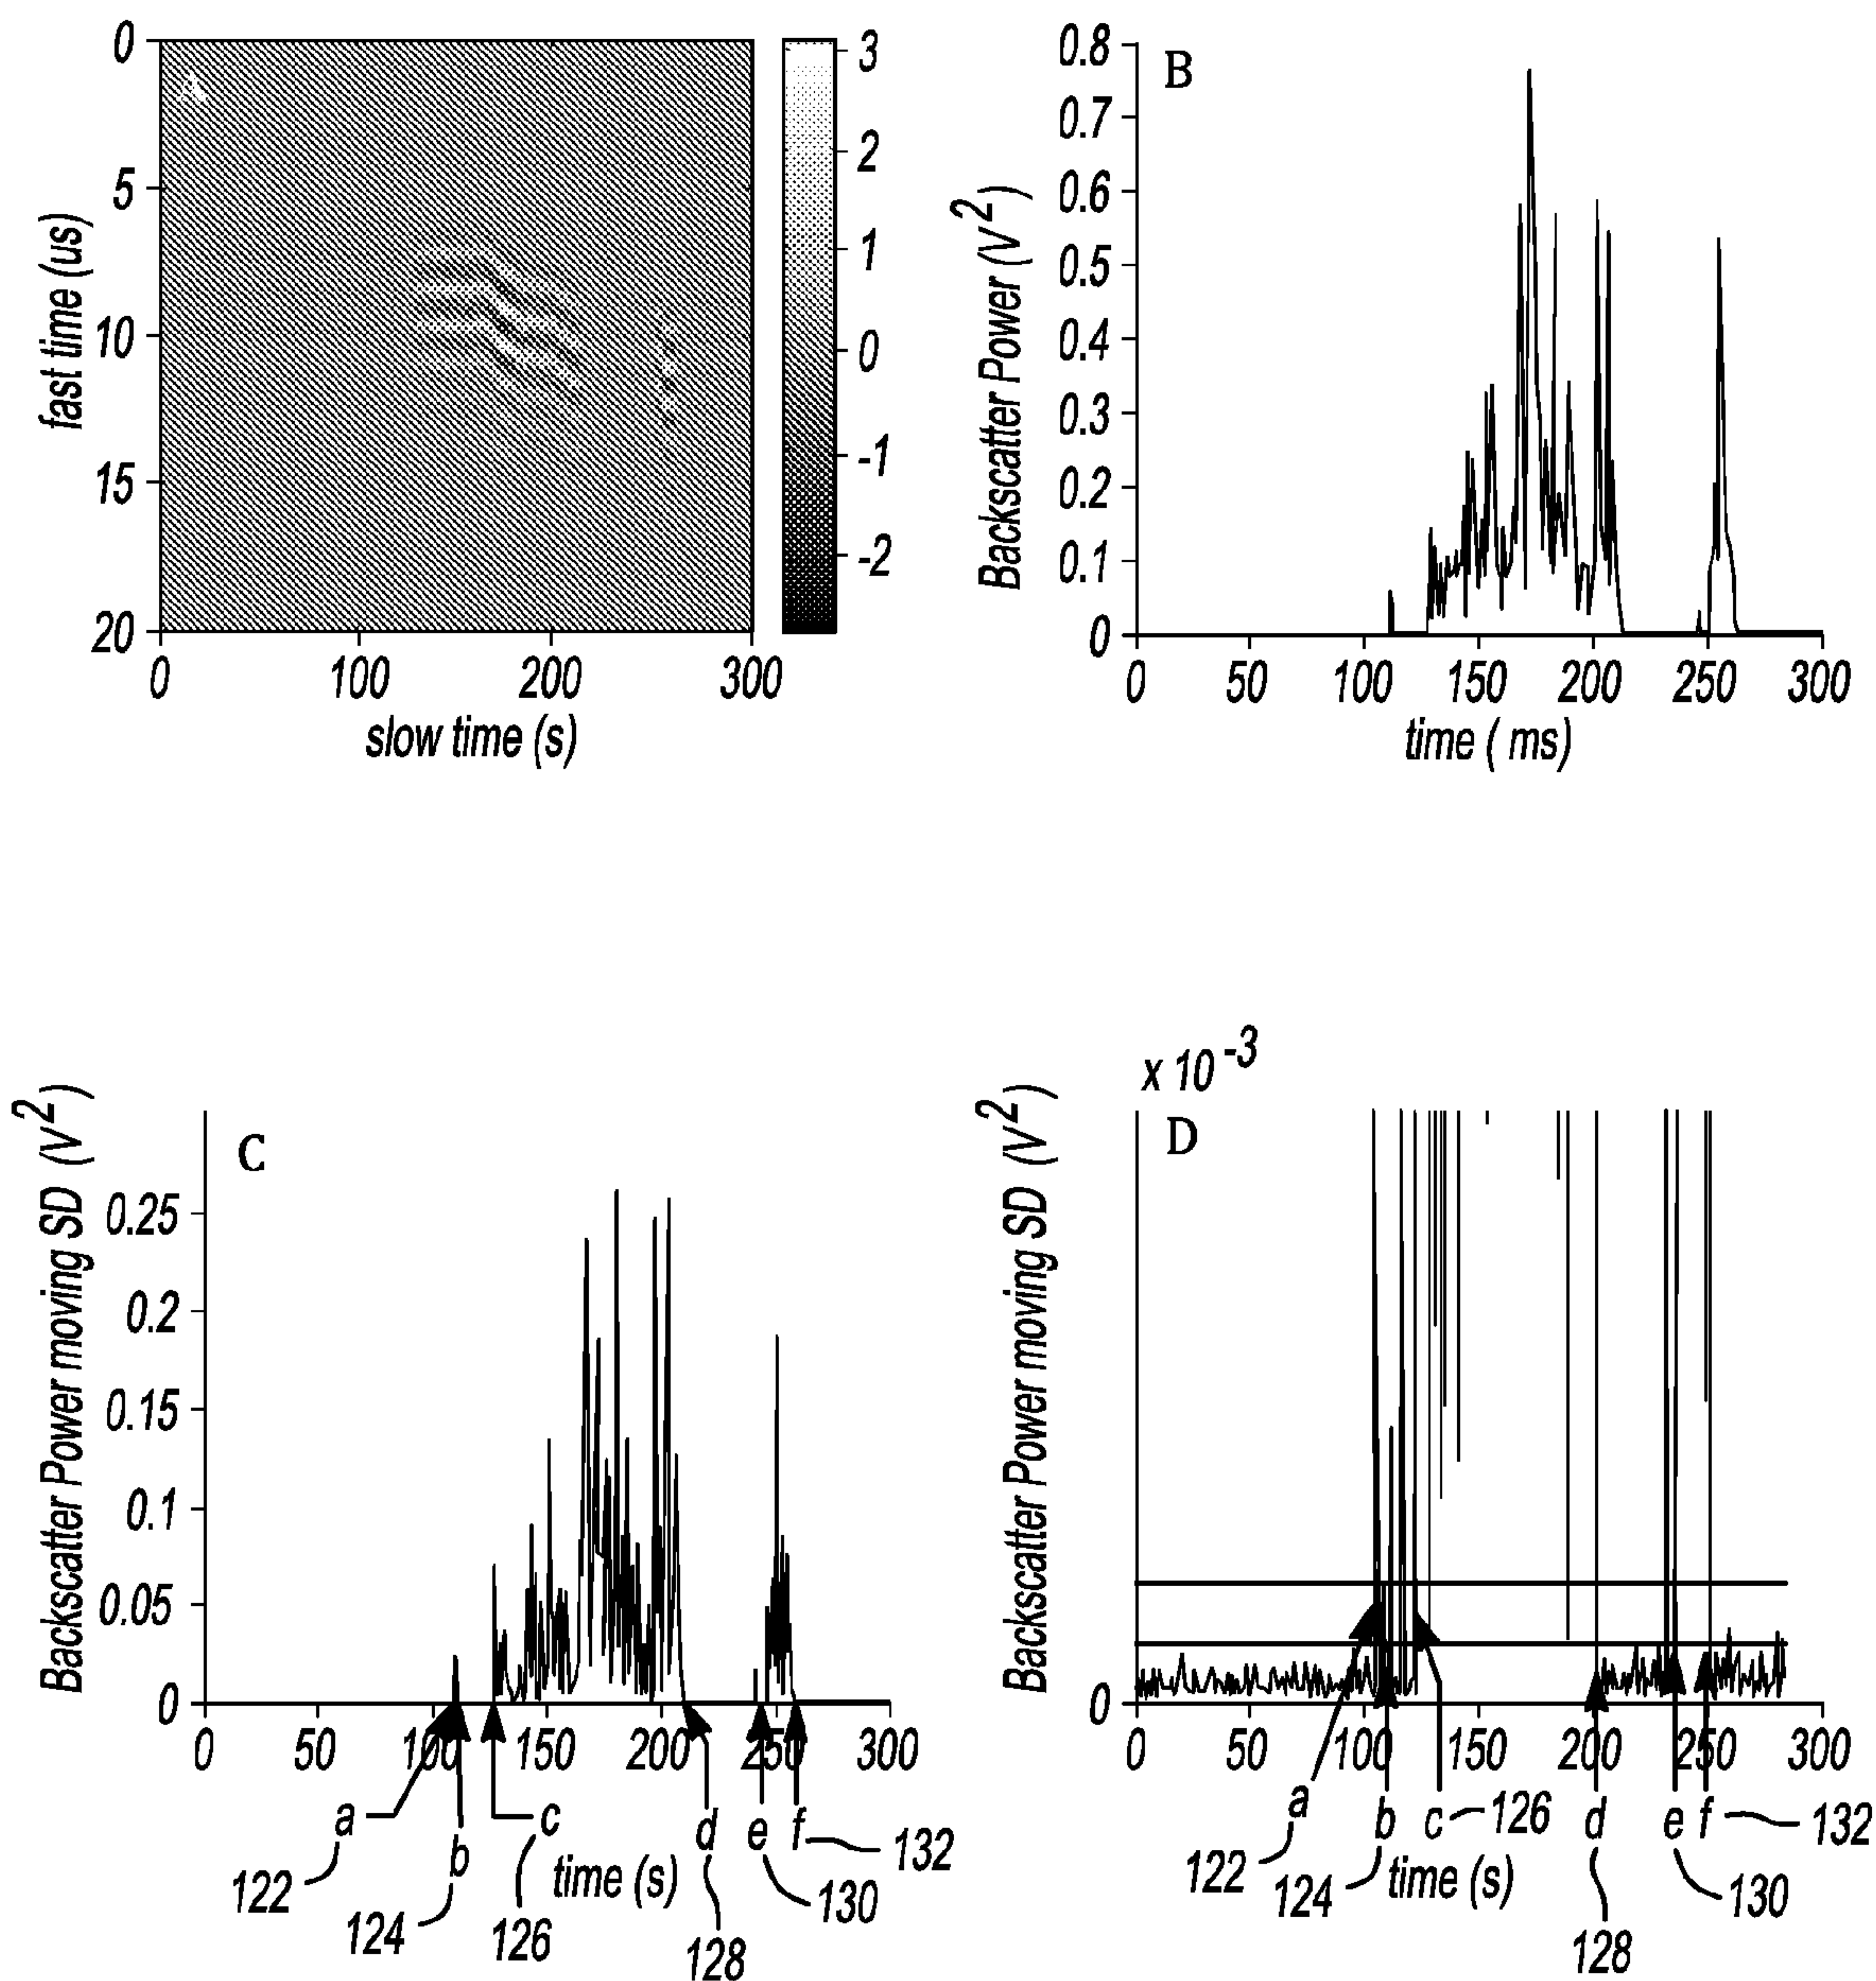 0
5
10
15
20
fast time (us)
0
100
200
300
slow time (s)
3
2
1
0
-1
-2
B
0.8
0.7
0.6
0.5
0.4
0.3
0.2
0.1
0
Backscatter Power (V²)
0
50
100
150
200
250
300
time ( ms)
C
Backscatter Power moving SD (V²)
0.25
0.2
0.15
0.1
0.05
0
0
50
100
150
200
250
300
a
b
c
d
e
f
time (s)
122
124
126
128
130
132
x 10⁻³
D
Backscatter Power moving SD (V²)
0
0
50
100
150
200
250
300
a
b
c
126
d
e
f
132
time (s)
122
124
128
130